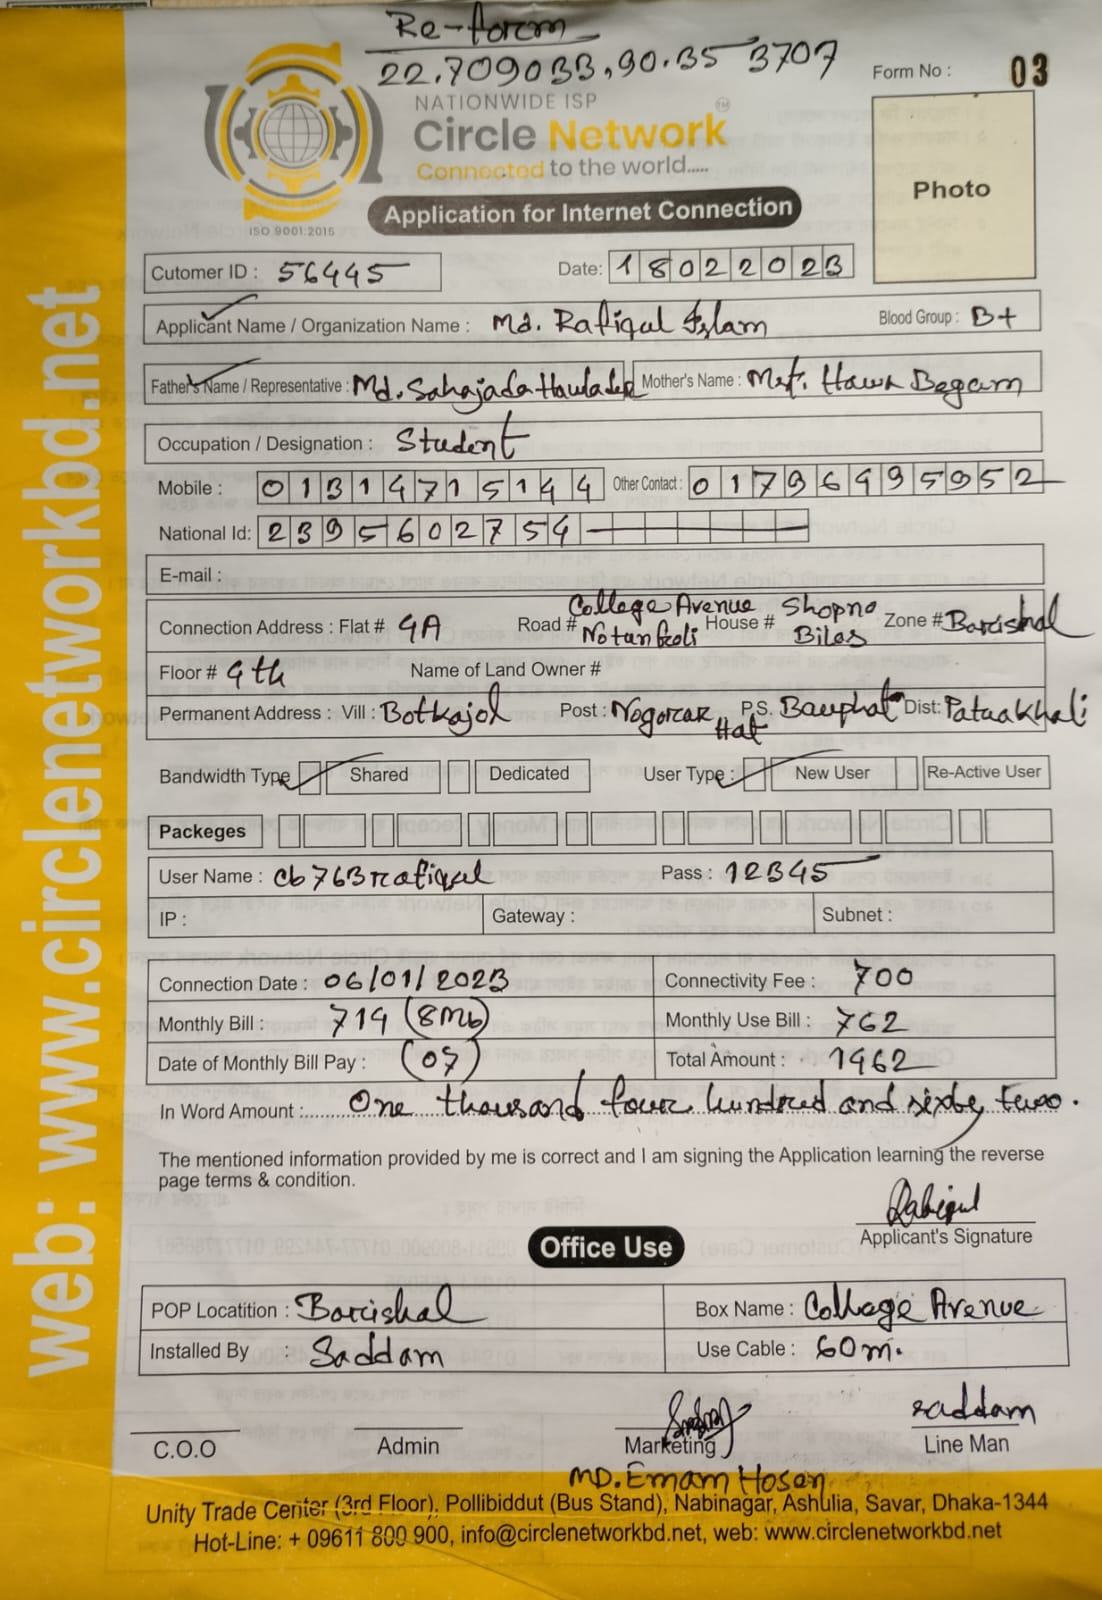 Re-form
22.709033,90.35 3707
Form No : 03
NATIONWIDE ISP
Circle Network
Connected to the world.....
ISO 9001:2015
Application for Internet Connection
Photo
Cutomer ID : 56445
Date: 18022023
Applicant Name / Organization Name : Md. Rafiqul Islam
Blood Group : B+
Father's Name / Representative : Md. Sahajada Howlader Mother's Name : Mst. Hawa Begam
Occupation / Designation : Student
Mobile : 01314715144 Other Contact : 01796495952
National Id: 2395602754
E-mail :
Connection Address : Flat # 4A Road # College Avenue Notunbali House # Shopno Bilas Zone # Barishal
Floor # 4th Name of Land Owner #
Permanent Address : Vill : Botkajol Post : Nogorar Hat P.S. Bauphal Dist: Patuakhali
Bandwidth Type Shared Dedicated User Type : New User Re-Active User
Packeges
User Name : cb763rafiqul Pass : 12345
IP : Gateway : Subnet :
Connection Date : 06/01/2023 Connectivity Fee : 700
Monthly Bill : 714 (8Mb) Monthly Use Bill : 762
Date of Monthly Bill Pay : (07) Total Amount : 1462
In Word Amount :......... One thousand four hundred and sixty two.
The mentioned information provided by me is correct and I am signing the Application learning the reverse
page terms & condition.
Rafiqul
Applicant's Signature
Office Use
POP Locatition : Barishal Box Name : College Avenue
Installed By : Saddam Use Cable : 60m.
saddam
C.O.O Admin Marketing Line Man
MD. Emam Hosen
Unity Trade Center (3rd Floor), Pollibiddut (Bus Stand), Nabinagar, Ashulia, Savar, Dhaka-1344
Hot-Line: + 09611 800 900, info@circlenetworkbd.net, web: www.circlenetworkbd.net
web: www.circlenetworkbd.net